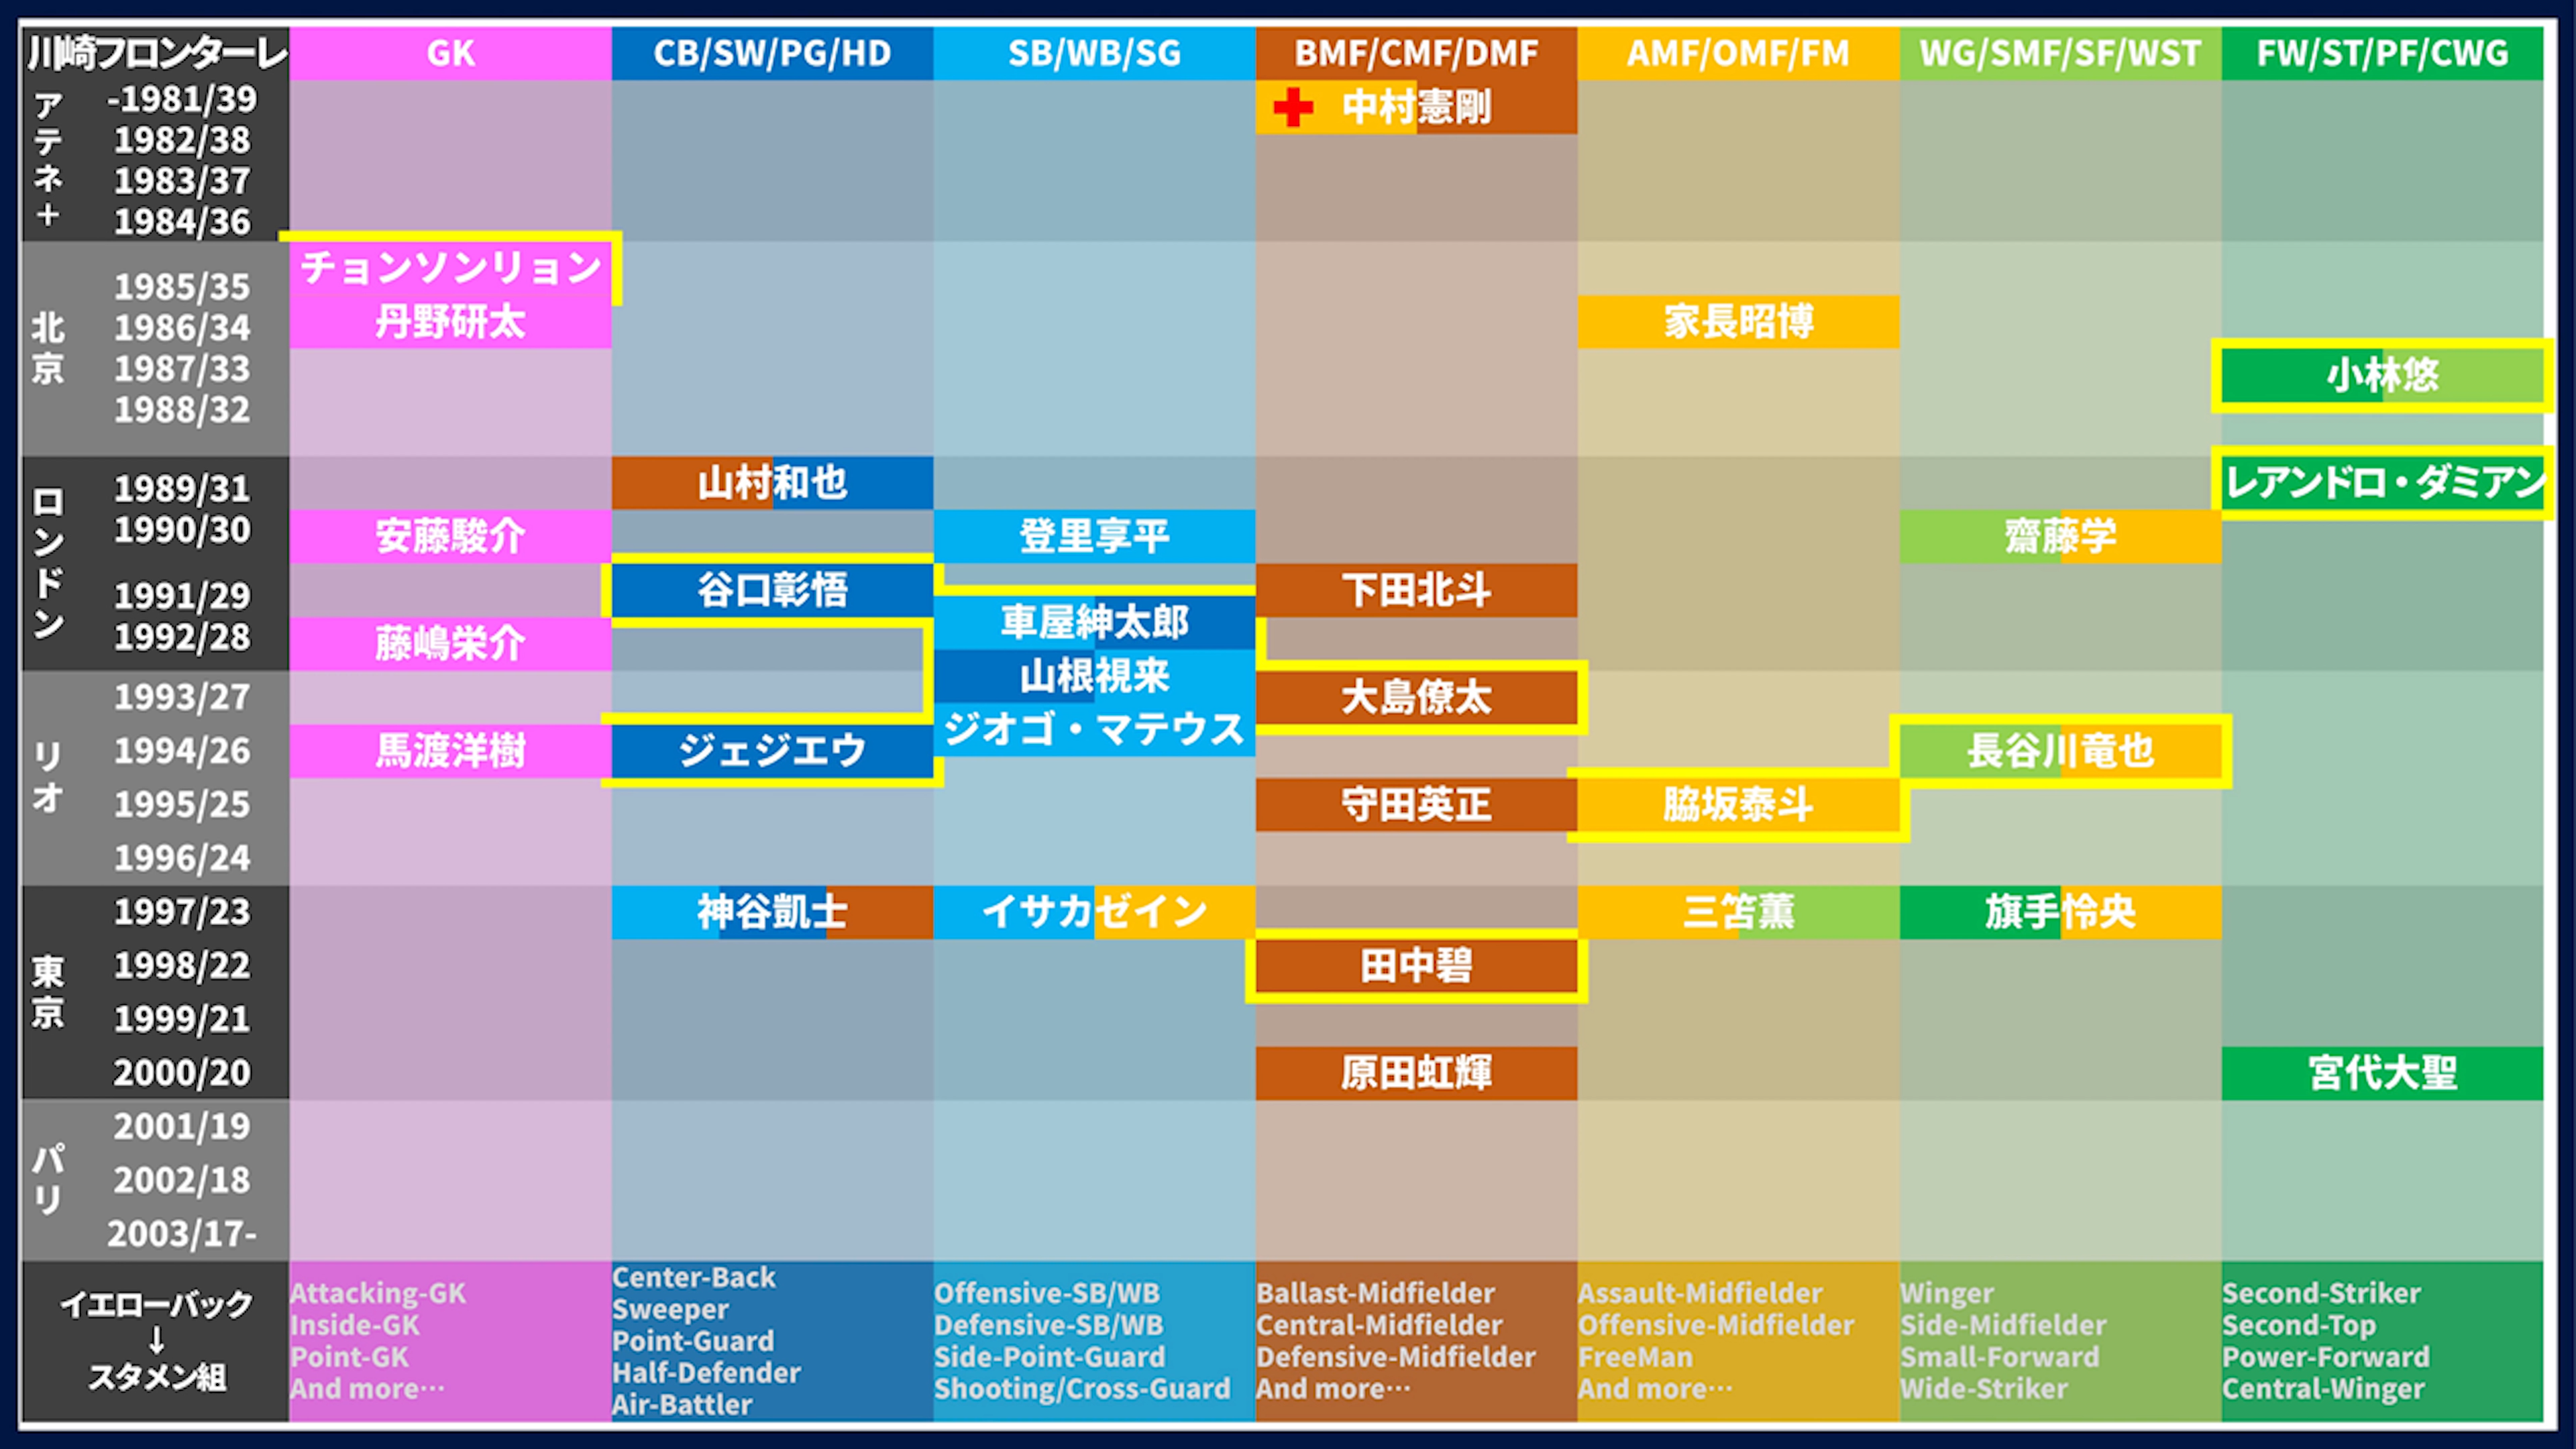 川崎フロンターレ GK CB/SW/PG/HD SB/WB/SG BMF/CMF/DMF AMF/OMF/FM WG/SMF/SF/WST FW/ST/PF/CWG
アテネ+
-1981/39 中村憲剛
1982/38
1983/37
1984/36
北京
チョンソンリョン
1985/35
丹野研太 家長昭博
1986/34
1987/33 小林悠
1988/32
ロンドン
1989/31 山村和也 レアンドロ・ダミアン
1990/30 安藤駿介 登里享平 齋藤学
1991/29 谷口彰悟 下田北斗
車屋紳太郎
1992/28 藤嶋栄介
リオ
山根視来
1993/27 大島僚太
ジオゴ・マテウス
1994/26 馬渡洋樹 ジェジエウ 長谷川竜也
1995/25 守田英正 脇坂泰斗
1996/24
東京
1997/23 神谷凱士 イサカゼイン 三笘薫 旗手怜央
1998/22 田中碧
1999/21
2000/20 原田虹輝 宮代大聖
パリ
2001/19
2002/18
2003/17-
イエローバック
↓
スタメン組
Attacking-GK
Inside-GK
Point-GK
And more…
Center-Back
Sweeper
Point-Guard
Half-Defender
Air-Battler
Offensive-SB/WB
Defensive-SB/WB
Side-Point-Guard
Shooting/Cross-Guard
Ballast-Midfielder
Central-Midfielder
Defensive-Midfielder
And more…
Assault-Midfielder
Offensive-Midfielder
FreeMan
And more…
Winger
Side-Midfielder
Small-Forward
Wide-Striker
Second-Striker
Second-Top
Power-Forward
Central-Winger